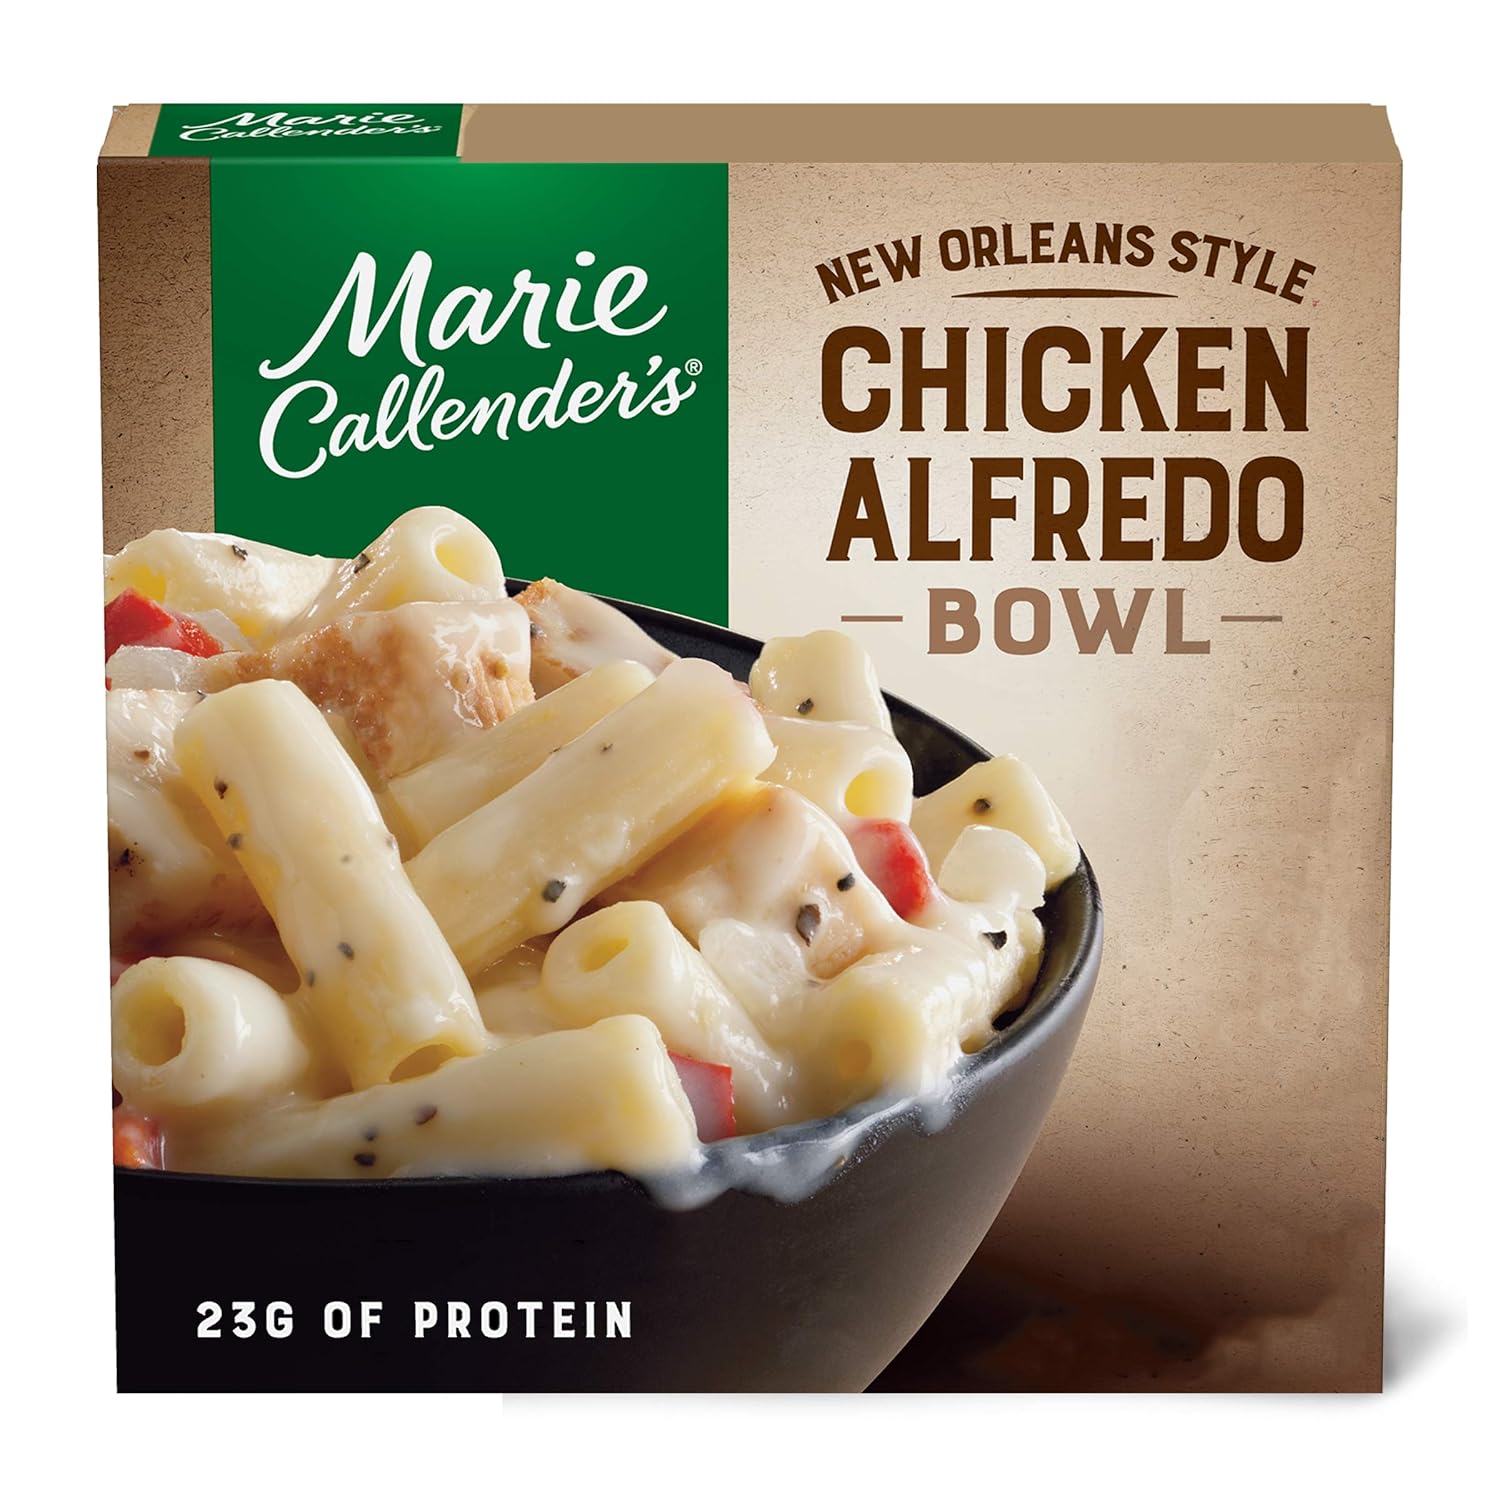 Marie
Callender's
Marie
Callender's®
NEW ORLEANS STYLE
CHICKEN
ALFREDO
BOWL
23G OF PROTEIN